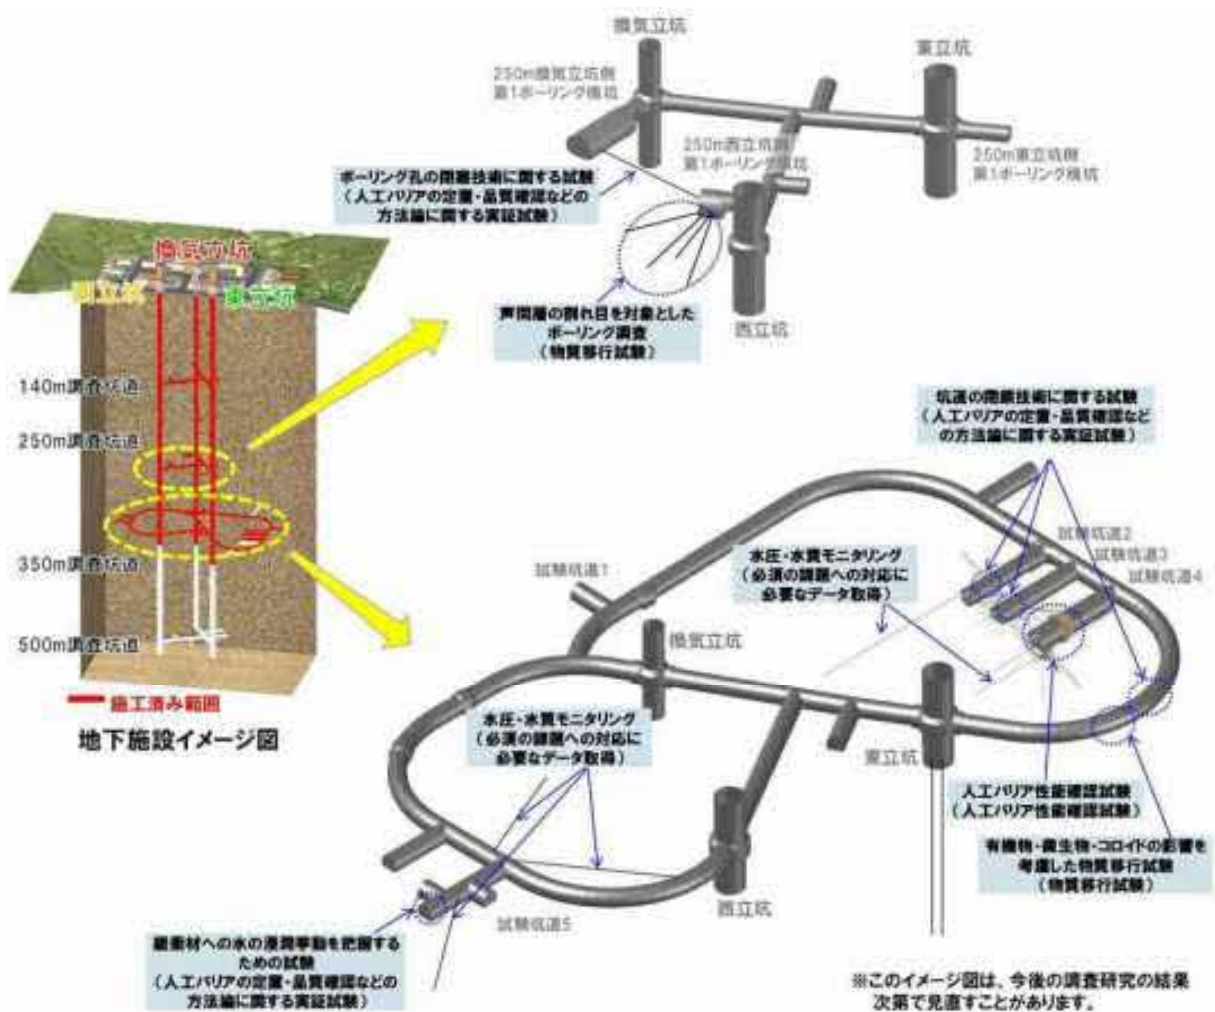 換気立坑
東立坑
250m換気立坑側
第1ボーリング横坑
250m西立坑側
第1ボーリング横坑
250m東立坑側
第1ボーリング横坑
ボーリング孔の閉塞技術に関する試験
(人工バリアの定置・品質確認などの
方法論に関する実証試験)
声問層の割れ目を対象とした
ボーリング調査
(物質移行試験)
西立坑
換気立坑
西立坑
東立坑
140m調査坑道
250m調査坑道
350m調査坑道
500m調査坑道
施工済み範囲
地下施設イメージ図
坑道の閉鎖技術に関する試験
(人工バリアの定置・品質確認など
の方法論に関する実証試験)
試験坑道2
試験坑道3
試験坑道4
水圧・水質モニタリング
(必須の課題への対応に
必要なデータ取得)
試験坑道1
換気立坑
水圧・水質モニタリング
(必須の課題への対応に
必要なデータ取得)
東立坑
人工バリア性能確認試験
(人工バリア性能確認試験)
有機物・微生物・コロイドの影響を
考慮した物質移行試験
(物質移行試験)
西立坑
試験坑道5
緩衝材への水の浸潤挙動を把握する
ための試験
(人工バリアの定置・品質確認などの
方法論に関する実証試験)
※このイメージ図は、今後の調査研究の結果
次第で見直すことがあります。